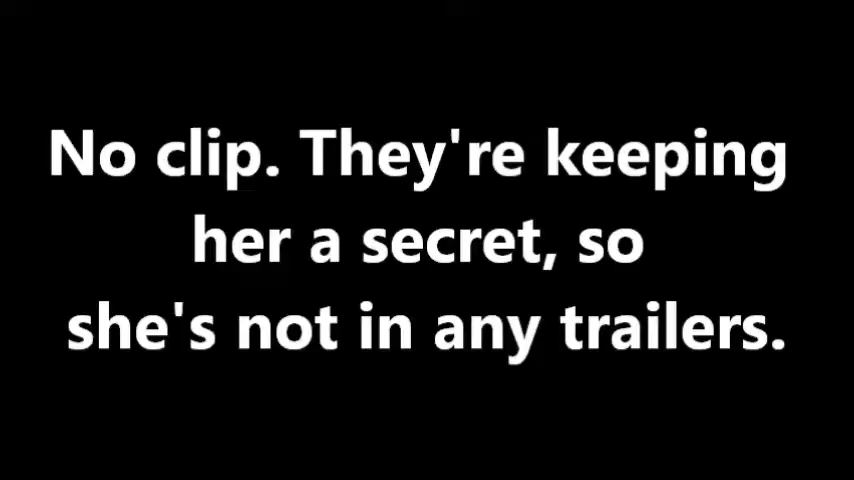 No clip. They're keeping
her a secret, so
she's not in any trailers.